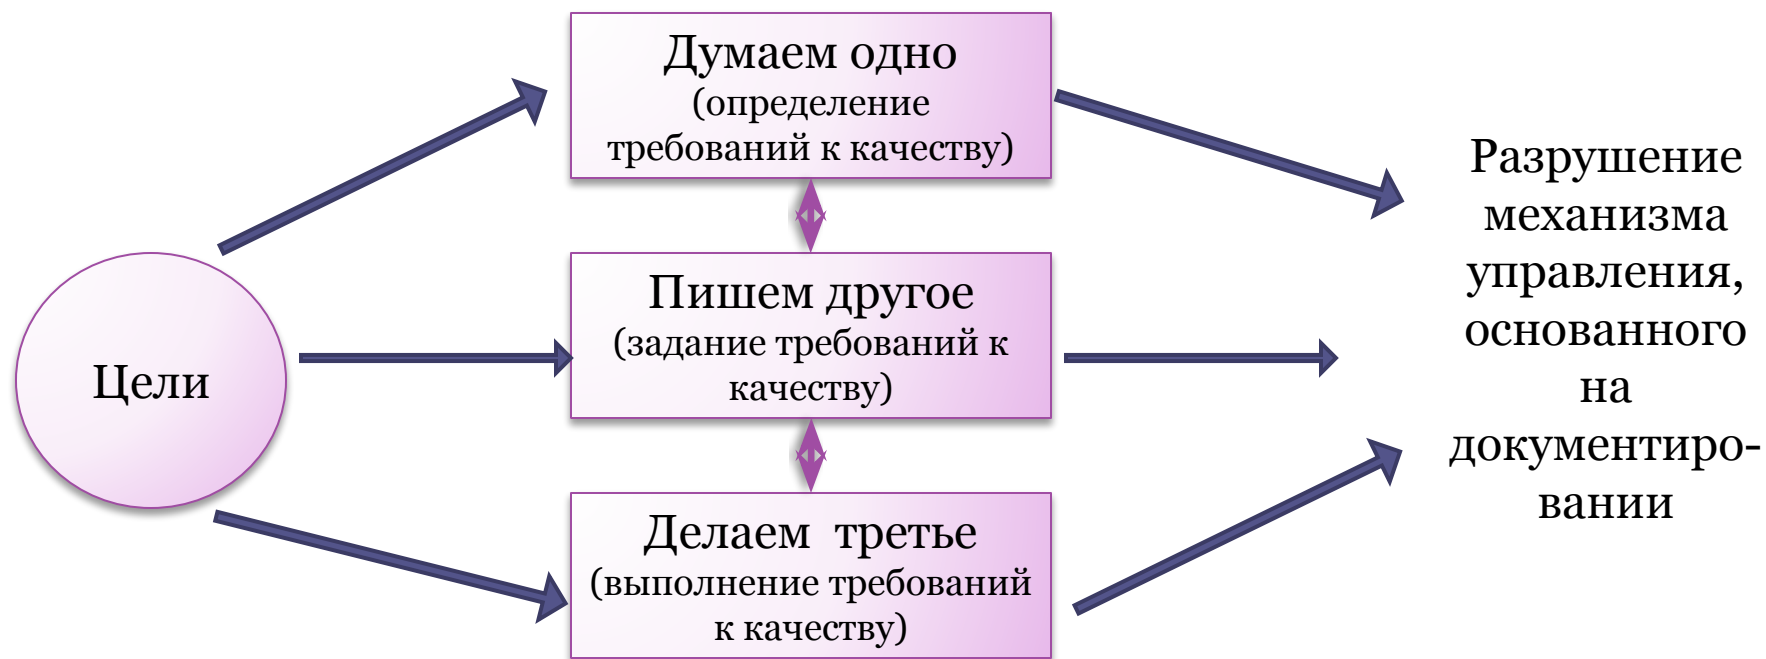 Думаем одно
(определение
требований к качеству)
Цели
Пишем другое
(задание требований к
качеству)
Делаем третье
(выполнение требований
к качеству)
Разрушение
механизма
управления,
основанного
на
документиро-
вании